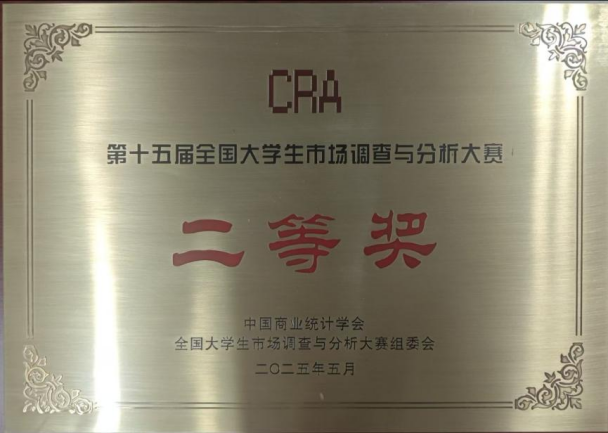 CRA
第十五届全国大学生市场调查与分析大赛
二等奖
中国商业统计学会
全国大学生市场调查与分析大赛组委会
二〇二五年五月